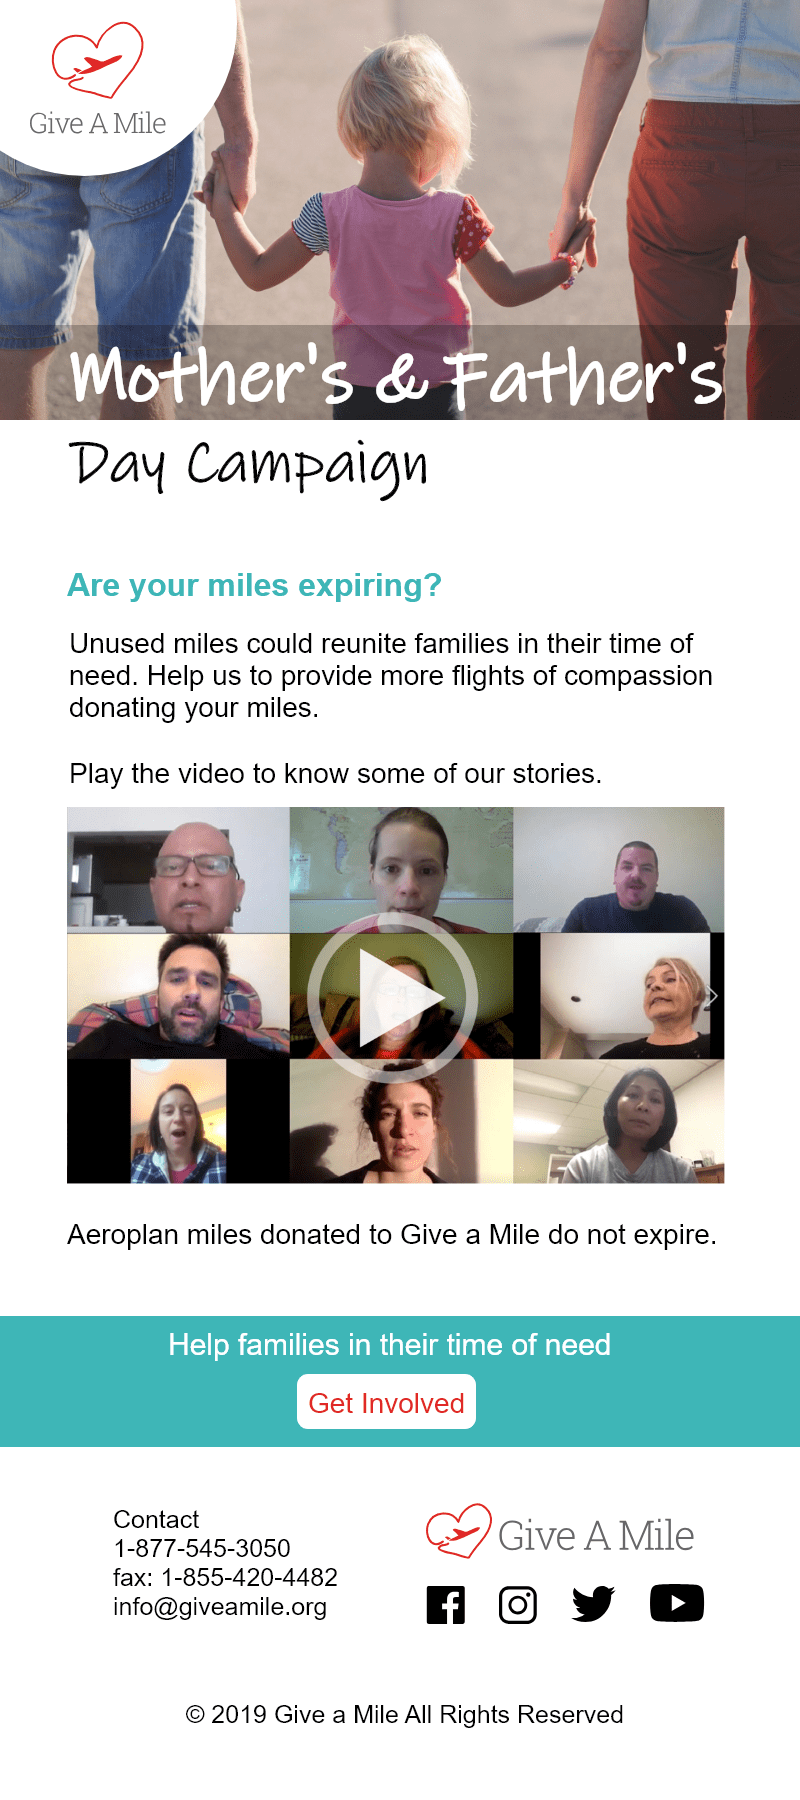 Give A Mile
Mother's & Father's
Day Campaign
Are your miles expiring?
Unused miles could reunite families in their time of
need. Help us to provide more flights of compassion
donating your miles.
Play the video to know some of our stories.
Aeroplan miles donated to Give a Mile do not expire.
Help families in their time of need
Get Involved
Contact
1-877-545-3050
fax: 1-855-420-4482
info@giveamile.org
Give A Mile
© 2019 Give a Mile All Rights Reserved